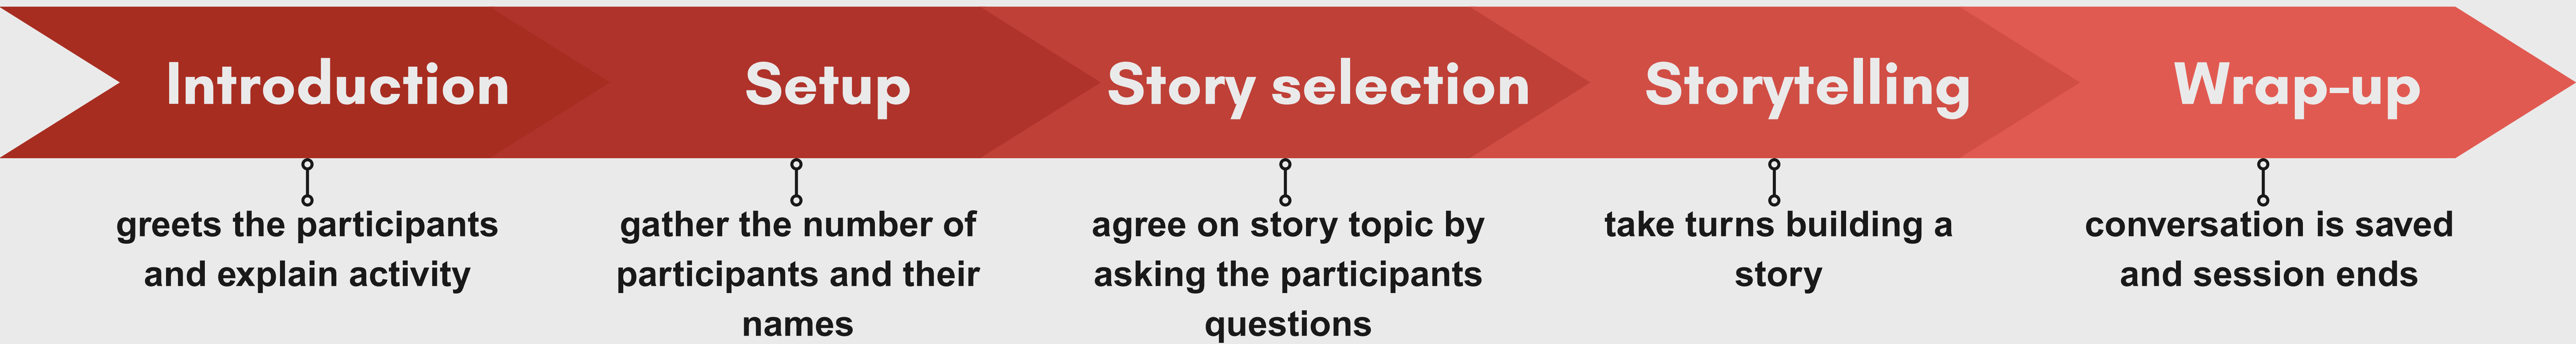 Introduction
Setup
Story selection
Storytelling
Wrap-up
greets the participants
and explain activity
gather the number of
participants and their
names
agree on story topic by
asking the participants
questions
take turns building a
story
conversation is saved
and session ends